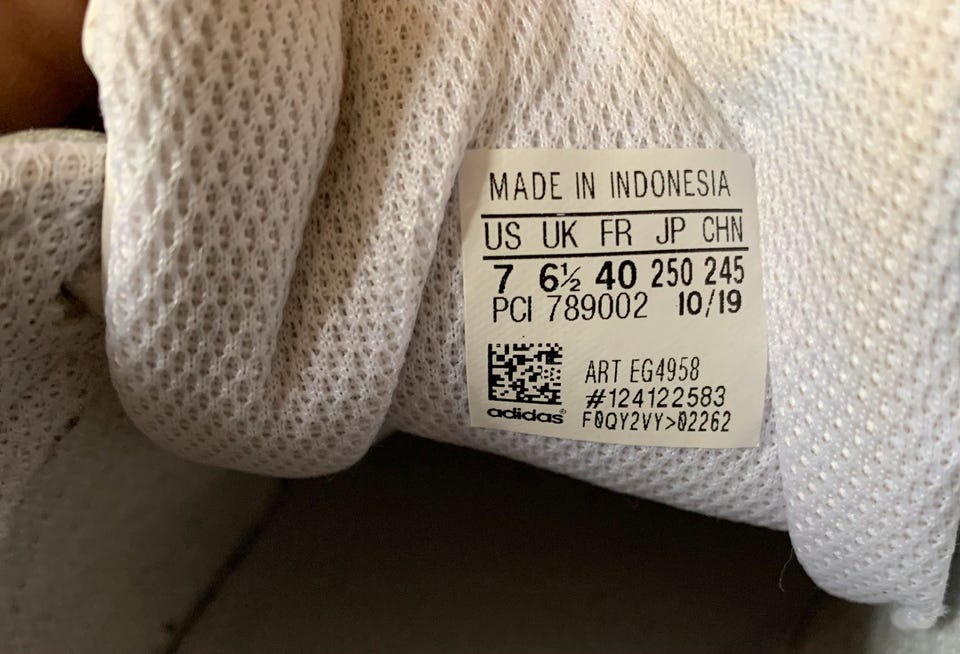 MADE IN INDONESIA
US UK FR JP CHN
7 6½ 40 250 245
PCI 789002 10/19
ART EG4958
#124122583
adidas® F0QY2VY>02262